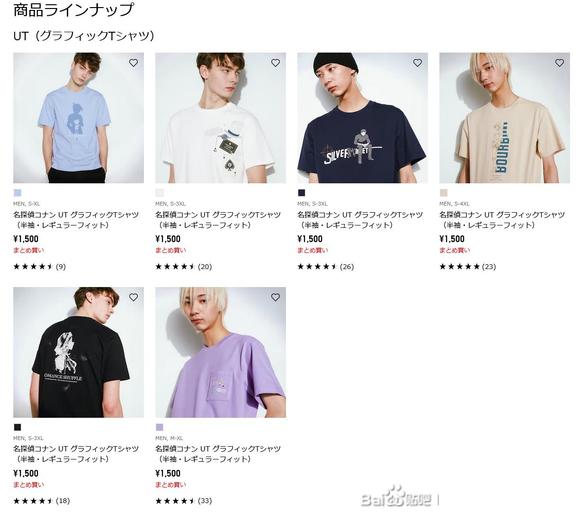 商品ラインナップ
UT（グラフィックTシャツ）
MEN, S-XL
名探偵コナン UT グラフィックTシャツ
（半袖・レギュラーフィット）
¥1,500
まとめ買い
(9)
MEN, S-3XL
名探偵コナン UT グラフィックTシャツ
（半袖・レギュラーフィット）
¥1,500
まとめ買い
(20)
SILVER BULLET
MEN, S-3XL
名探偵コナン UT グラフィックTシャツ
（半袖・レギュラーフィット）
¥1,500
まとめ買い
(26)
BOURBON
MEN, S-4XL
名探偵コナン UT グラフィックTシャツ
（半袖・レギュラーフィット）
¥1,500
まとめ買い
(23)
OMANCE SHUFFLE
MEN, S-3XL
名探偵コナン UT グラフィックTシャツ
（半袖・レギュラーフィット）
¥1,500
まとめ買い
(18)
MEN, M-XL
名探偵コナン UT グラフィックTシャツ
（半袖・レギュラーフィット）
¥1,500
まとめ買い
(33)
Bai 贴吧